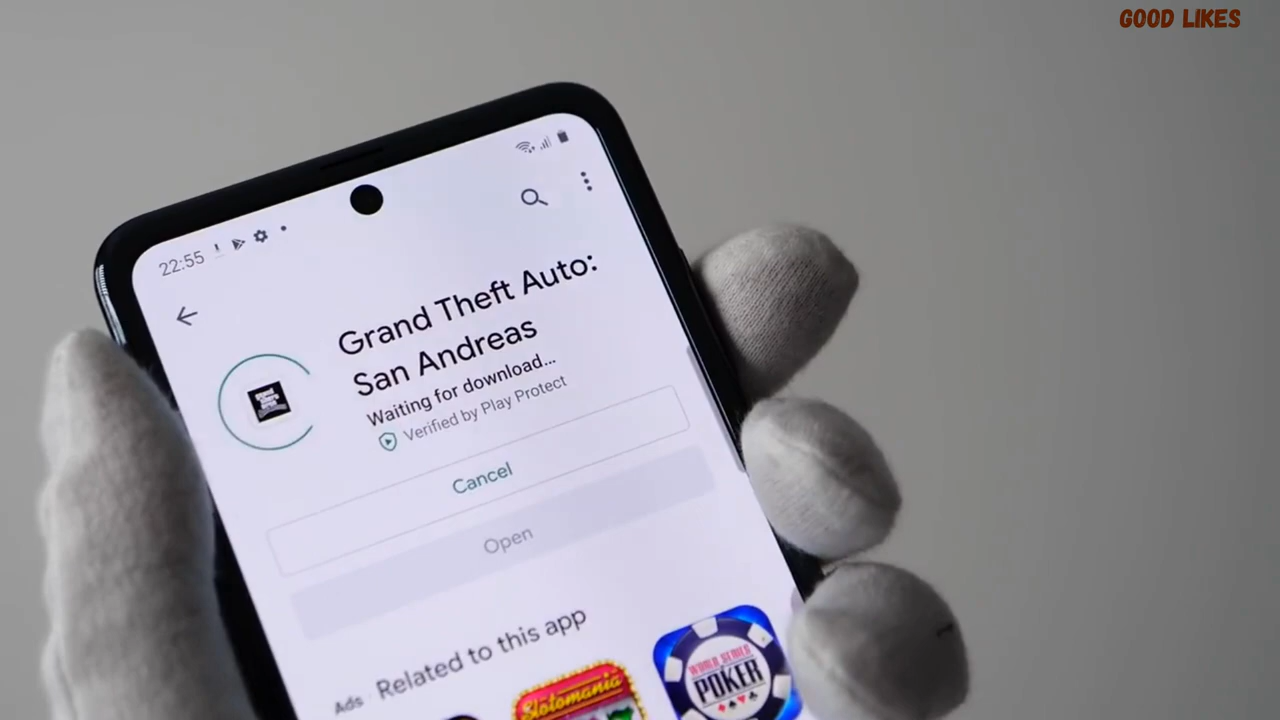 GOOD LIKES
22:55
Grand Theft Auto:
San Andreas
Waiting for download...
Verified by Play Protect
Cancel
Open
Ads Related to this app
Slotomania
WORLD SERIES
POKER